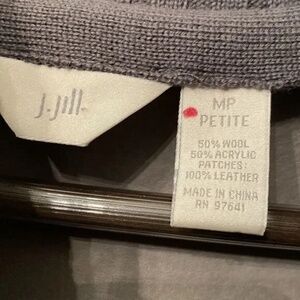 J.Jill
MP
PETITE
50% WOOL
50% ACRYLIC
PATCHES:
100% LEATHER
MADE IN CHINA
RN 97641